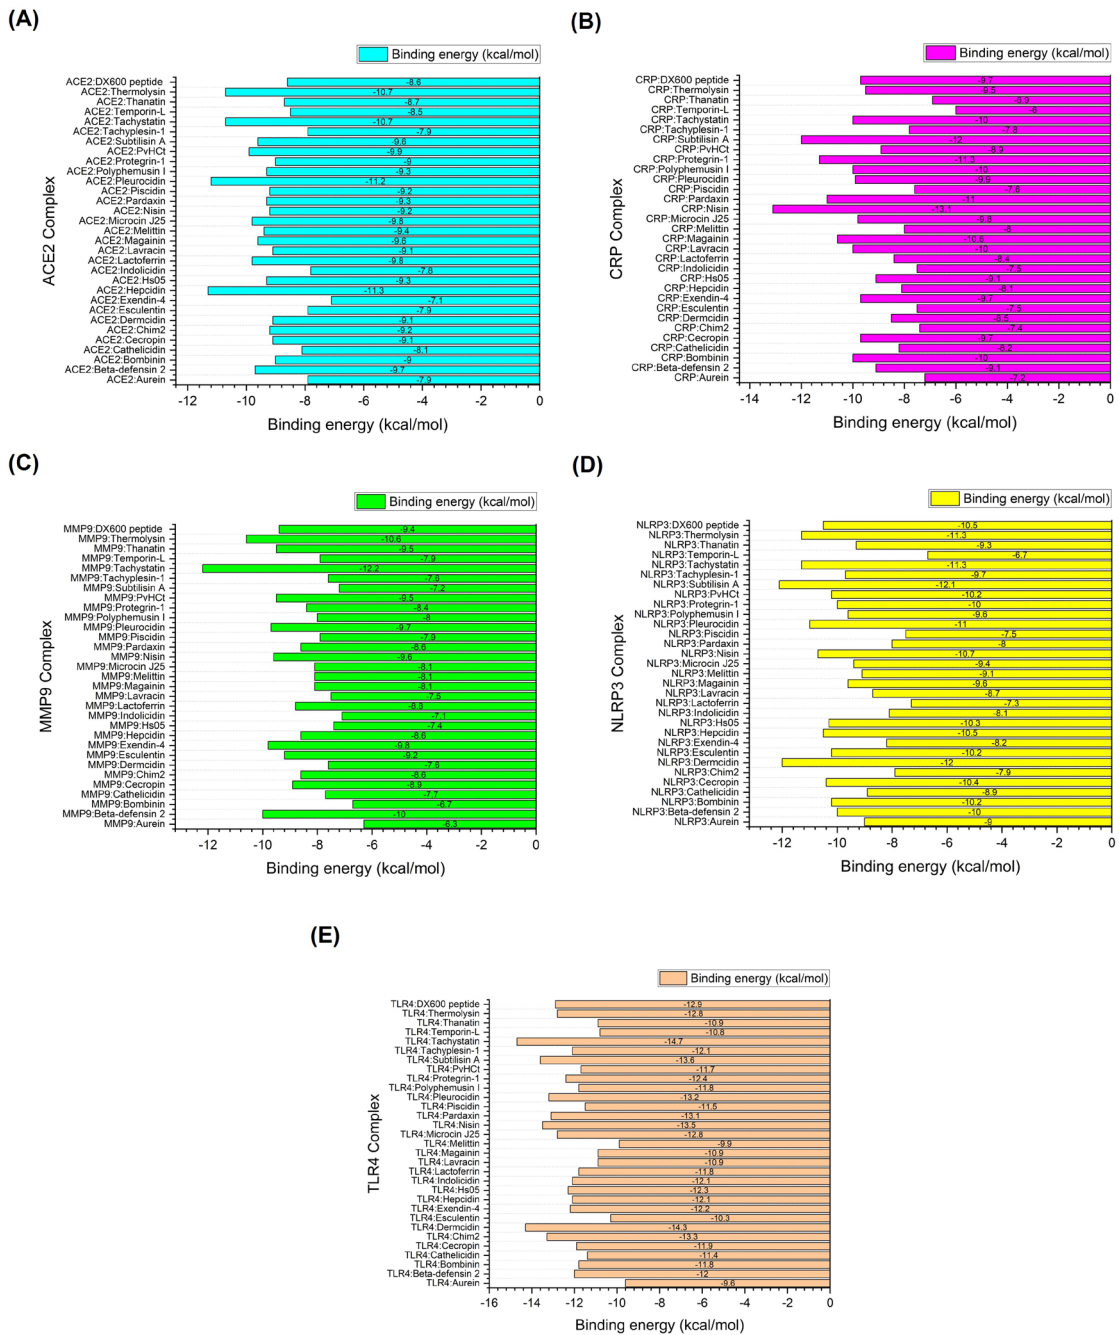 (A)
Binding energy (kcal/mol)
ACE2 Complex
ACE2:DX600 peptide -8.6
ACE2:Thermolysin -10.7
ACE2:Thanatin -8.7
ACE2:Temporin-L -8.5
ACE2:Tachystatin -10.7
ACE2:Tachyplesin-1 -7.9
ACE2:Subtilisin A -9.6
ACE2:PvHCt -9.9
ACE2:Protegrin-1 -9
ACE2:Polyphemusin I -9.3
ACE2:Pleurocidin -11.2
ACE2:Piscidin -9.2
ACE2:Pardaxin -9.3
ACE2:Nisin -9.2
ACE2:Microcin J25 -9.8
ACE2:Melittin -9.4
ACE2:Magainin -9.6
ACE2:Lavracin -9.1
ACE2:Lactoferrin -9.8
ACE2:Indolicidin -7.8
ACE2:Hs05 -9.3
ACE2:Hepcidin -11.3
ACE2:Exendin-4 -7.1
ACE2:Esculentin -7.9
ACE2:Dermcidin -9.1
ACE2:Chim2 -9.2
ACE2:Cecropin -9.1
ACE2:Cathelicidin -8.1
ACE2:Bombinin -9
ACE2:Beta-defensin 2 -9.7
ACE2:Aurein -7.9
-12 -10 -8 -6 -4 -2 0
Binding energy (kcal/mol)
(B)
Binding energy (kcal/mol)
CRP Complex
CRP:DX600 peptide -9.7
CRP:Thermolysin -9.5
CRP:Thanatin -6.9
CRP:Temporin-L -6
CRP:Tachystatin -10
CRP:Tachyplesin-1 -7.8
CRP:Subtilisin A -12
CRP:PvHCt -8.9
CRP:Protegrin-1 -11.3
CRP:Polyphemusin I -10
CRP:Pleurocidin -9.9
CRP:Piscidin -7.6
CRP:Pardaxin -11
CRP:Nisin -13.1
CRP:Microcin J25 -9.8
CRP:Melittin -8
CRP:Magainin -10.6
CRP:Lavracin -10
CRP:Lactoferrin -8.4
CRP:Indolicidin -7.5
CRP:Hs05 -9.1
CRP:Hepcidin -8.1
CRP:Exendin-4 -9.7
CRP:Esculentin -7.5
CRP:Dermcidin -8.5
CRP:Chim2 -7.4
CRP:Cecropin -9.7
CRP:Cathelicidin -8.2
CRP:Bombinin -10
CRP:Beta-defensin 2 -9.1
CRP:Aurein -7.2
-14 -12 -10 -8 -6 -4 -2 0
Binding energy (kcal/mol)
(C)
Binding energy (kcal/mol)
MMP9 Complex
MMP9:DX600 peptide -9.4
MMP9:Thermolysin -10.6
MMP9:Thanatin -9.5
MMP9:Temporin-L -7.9
MMP9:Tachystatin -12.2
MMP9:Tachyplesin-1 -7.6
MMP9:Subtilisin A -7.2
MMP9:PvHCt -9.5
MMP9:Protegrin-1 -8.4
MMP9:Polyphemusin I -8
MMP9:Pleurocidin -9.7
MMP9:Piscidin -7.9
MMP9:Pardaxin -8.6
MMP9:Nisin -9.6
MMP9:Microcin J25 -8.1
MMP9:Melittin -8.1
MMP9:Magainin -8.1
MMP9:Lavracin -7.5
MMP9:Lactoferrin -8.8
MMP9:Indolicidin -7.1
MMP9:Hs05 -7.4
MMP9:Hepcidin -8.6
MMP9:Exendin-4 -9.8
MMP9:Esculentin -9.2
MMP9:Dermcidin -7.6
MMP9:Chim2 -8.6
MMP9:Cecropin -8.9
MMP9:Cathelicidin -7.7
MMP9:Bombinin -6.7
MMP9:Beta-defensin 2 -10
MMP9:Aurein -6.3
-12 -10 -8 -6 -4 -2 0
Binding energy (kcal/mol)
(D)
Binding energy (kcal/mol)
NLRP3 Complex
NLRP3:DX600 peptide -10.5
NLRP3:Thermolysin -11.3
NLRP3:Thanatin -9.3
NLRP3:Temporin-L -6.7
NLRP3:Tachystatin -11.3
NLRP3:Tachyplesin-1 -9.7
NLRP3:Subtilisin A -12.1
NLRP3:PvHCt -10.2
NLRP3:Protegrin-1 -10
NLRP3:Polyphemusin I -9.6
NLRP3:Pleurocidin -11
NLRP3:Piscidin -7.5
NLRP3:Pardaxin -8
NLRP3:Nisin -10.7
NLRP3:Microcin J25 -9.4
NLRP3:Melittin -9.1
NLRP3:Magainin -9.6
NLRP3:Lavracin -8.7
NLRP3:Lactoferrin -7.3
NLRP3:Indolicidin -8.1
NLRP3:Hs05 -10.3
NLRP3:Hepcidin -10.5
NLRP3:Exendin-4 -8.2
NLRP3:Esculentin -10.2
NLRP3:Dermcidin -12
NLRP3:Chim2 -7.9
NLRP3:Cecropin -10.4
NLRP3:Cathelicidin -8.9
NLRP3:Bombinin -10.2
NLRP3:Beta-defensin 2 -10
NLRP3:Aurein -9
-12 -10 -8 -6 -4 -2 0
Binding energy (kcal/mol)
(E)
Binding energy (kcal/mol)
TLR4 Complex
TLR4:DX600 peptide -12.9
TLR4:Thermolysin -12.8
TLR4:Thanatin -10.9
TLR4:Temporin-L -10.8
TLR4:Tachystatin -14.7
TLR4:Tachyplesin-1 -12.1
TLR4:Subtilisin A -13.6
TLR4:PvHCt -11.7
TLR4:Protegrin-1 -12.4
TLR4:Polyphemusin I -11.8
TLR4:Pleurocidin -13.2
TLR4:Piscidin -11.5
TLR4:Pardaxin -13.1
TLR4:Nisin -13.5
TLR4:Microcin J25 -12.8
TLR4:Melittin -9.9
TLR4:Magainin -10.9
TLR4:Lavracin -10.9
TLR4:Lactoferrin -11.8
TLR4:Indolicidin -12.1
TLR4:Hs05 -12.3
TLR4:Hepcidin -12.1
TLR4:Exendin-4 -12.2
TLR4:Esculentin -10.3
TLR4:Dermcidin -14.3
TLR4:Chim2 -13.3
TLR4:Cecropin -11.9
TLR4:Cathelicidin -11.4
TLR4:Bombinin -11.8
TLR4:Beta-defensin 2 -12
TLR4:Aurein -9.6
-16 -14 -12 -10 -8 -6 -4 -2 0
Binding energy (kcal/mol)